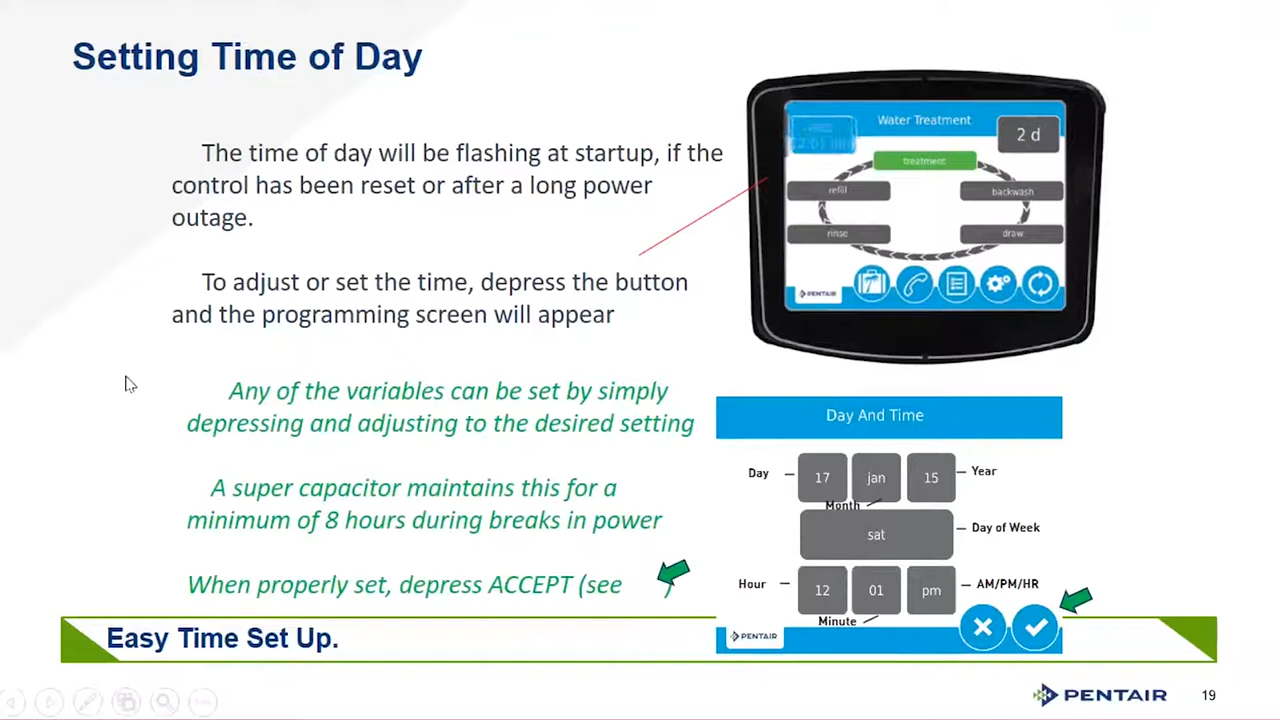 Setting Time of Day
The time of day will be flashing at startup, if the
control has been reset or after a long power
outage.
To adjust or set the time, depress the button
and the programming screen will appear
Any of the variables can be set by simply
depressing and adjusting to the desired setting
A super capacitor maintains this for a
minimum of 8 hours during breaks in power
When properly set, depress ACCEPT (see )
Easy Time Set Up.
Water Treatment
2 d
treatment
refill
backwash
rinse
draw
PENTAIR
Day And Time
Day
17
jan
15
Year
Month
sat
Day of Week
Hour
12
01
pm
AM/PM/HR
Minute
PENTAIR
PENTAIR
19